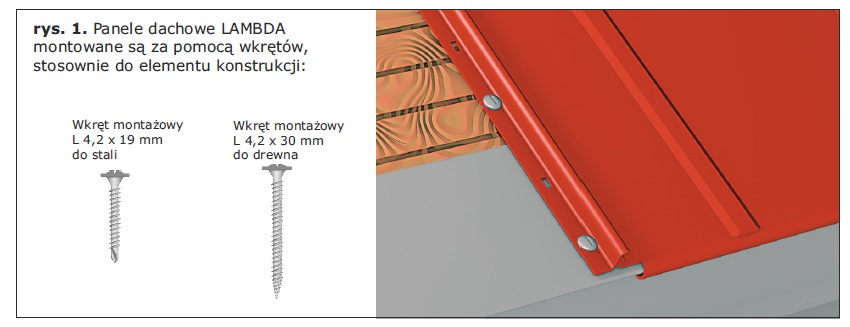 rys. 1. Panele dachowe LAMBDA
montowane są za pomocą wkrętów,
stosownie do elementu konstrukcji:
Wkręt montażowy
L 4,2 x 19 mm
do stali
Wkręt montażowy
L 4,2 x 30 mm
do drewna